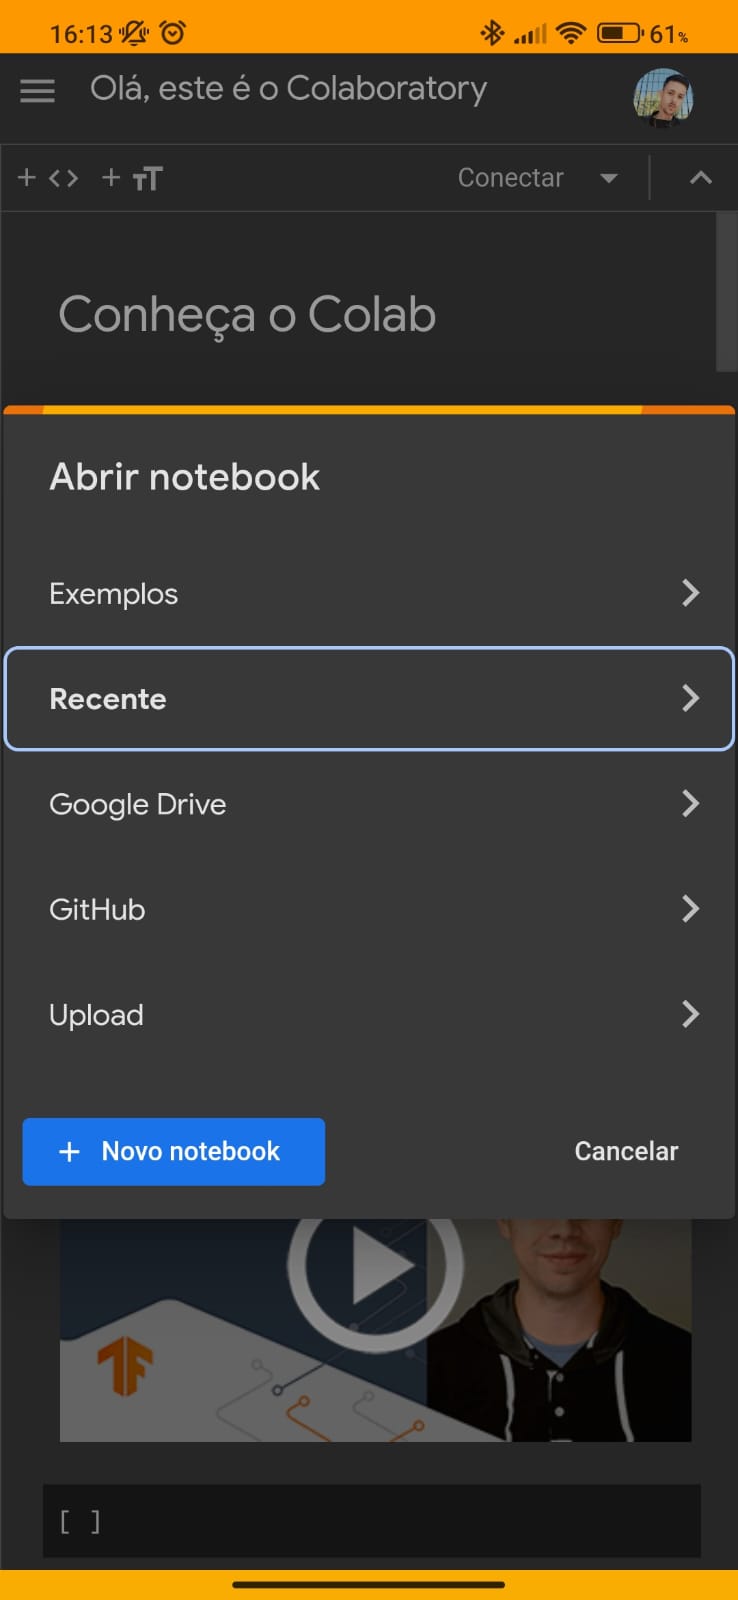 16:13 61%
Olá, este é o Colaboratory
+ <> + TT Conectar
Conheça o Colab
Abrir notebook
Exemplos
Recente
Google Drive
GitHub
Upload
+ Novo notebook Cancelar
[ ]